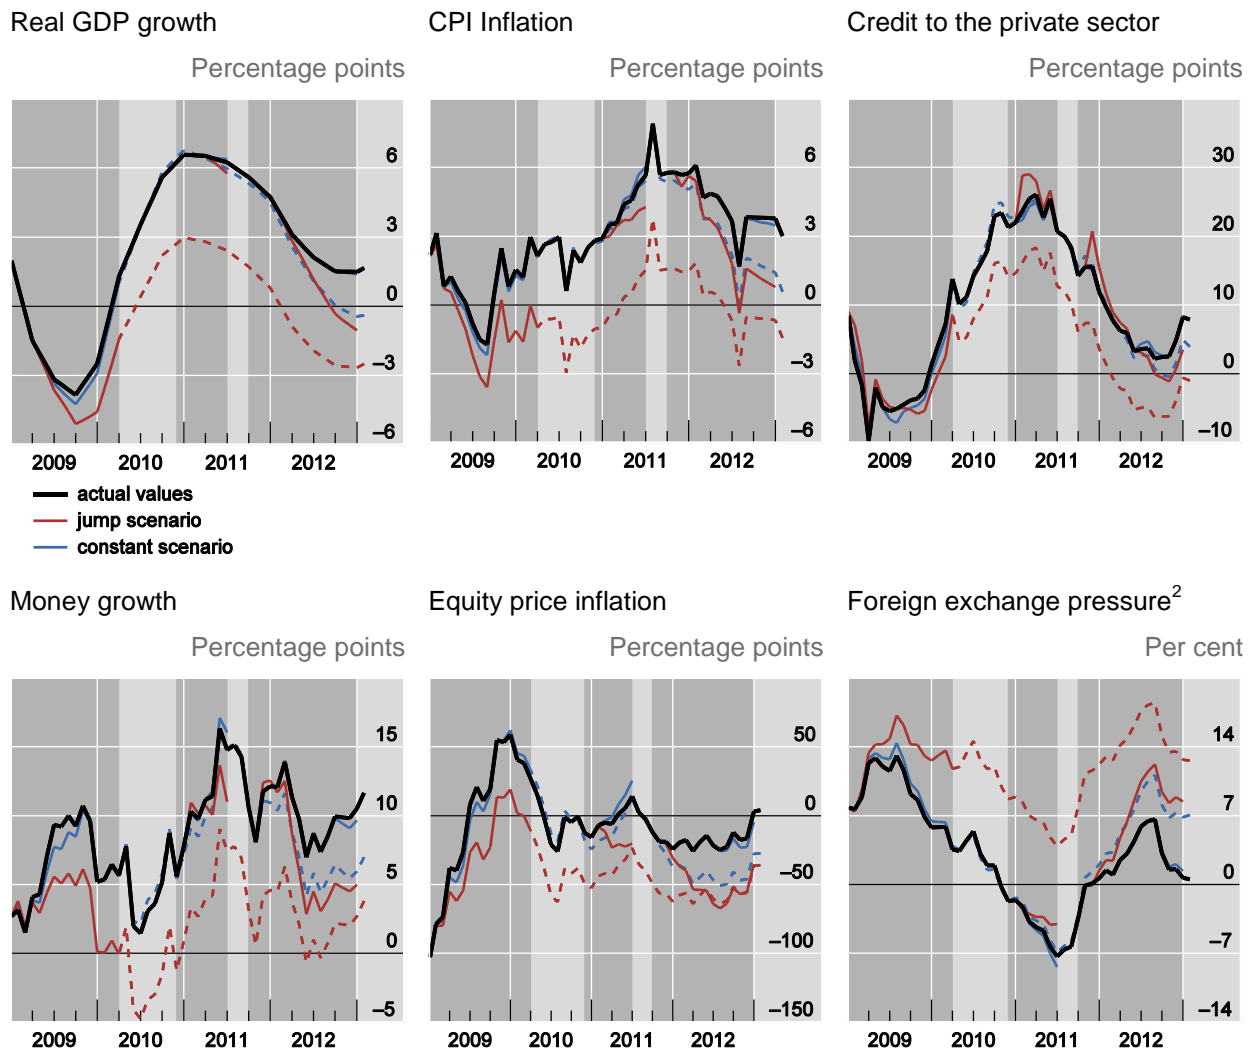 Real GDP growth
Percentage points
6
3
0
–3
–6
2009 2010 2011 2012
CPI Inflation
Percentage points
6
3
0
–3
–6
2009 2010 2011 2012
Credit to the private sector
Percentage points
30
20
10
0
–10
2009 2010 2011 2012
actual values
jump scenario
constant scenario
Money growth
Percentage points
15
10
5
0
–5
2009 2010 2011 2012
Equity price inflation
Percentage points
50
0
–50
–100
–150
2009 2010 2011 2012
Foreign exchange pressure²
Per cent
14
7
0
–7
–14
2009 2010 2011 2012